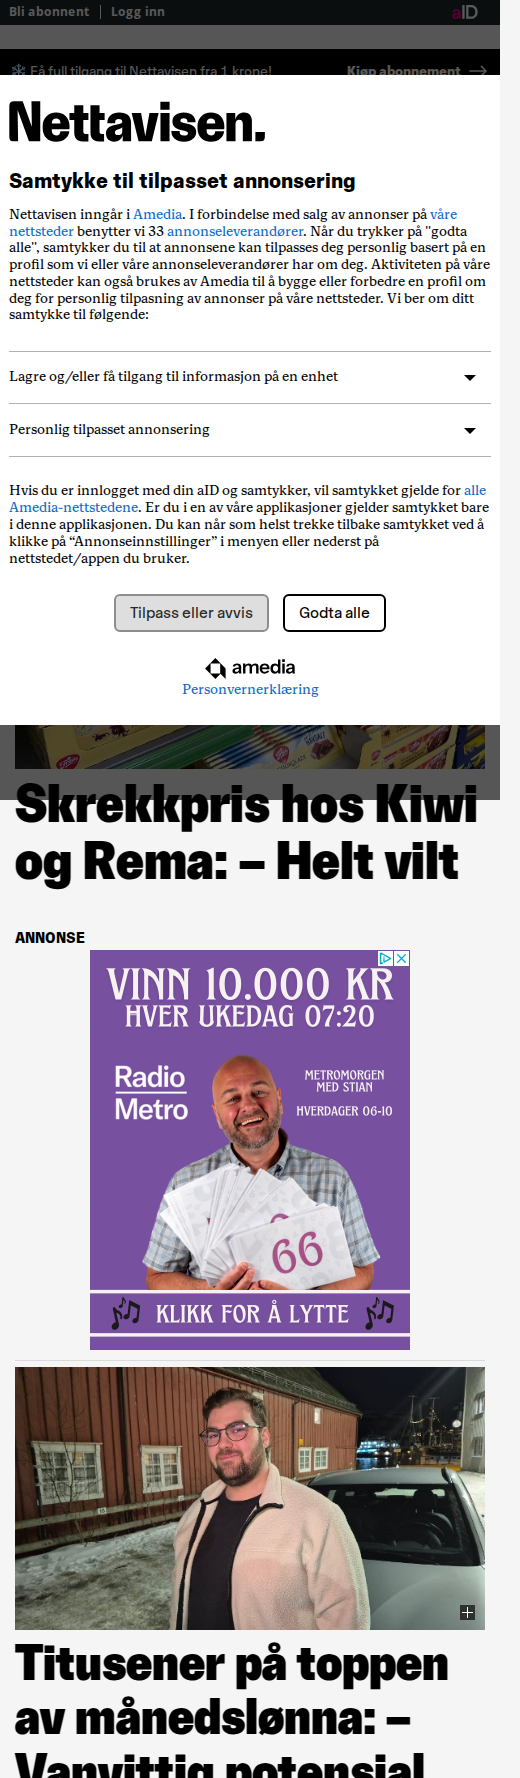 Bli abonnent
Logg inn
aID
Få full tilgang til Nettavisen fra 1 krone!
Kjøp abonnement
Nettavisen.
Samtykke til tilpasset annonsering
Nettavisen inngår i Amedia. I forbindelse med salg av annonser på våre
nettsteder benytter vi 33 annonseleverandører. Når du trykker på "godta
alle", samtykker du til at annonsene kan tilpasses deg personlig basert på en
profil som vi eller våre annonseleverandører har om deg. Aktiviteten på våre
nettsteder kan også brukes av Amedia til å bygge eller forbedre en profil om
deg for personlig tilpasning av annonser på våre nettsteder. Vi ber om ditt
samtykke til følgende:
Lagre og/eller få tilgang til informasjon på en enhet
Personlig tilpasset annonsering
Hvis du er innlogget med din aID og samtykker, vil samtykket gjelde for alle
Amedia-nettstedene. Er du i en av våre applikasjoner gjelder samtykket bare
i denne applikasjonen. Du kan når som helst trekke tilbake samtykket ved å
klikke på “Annonseinnstillinger” i menyen eller nederst på
nettstedet/appen du bruker.
Tilpass eller avvis
Godta alle
amedia
Personvernerklæring
Skrekkpris hos Kiwi
og Rema: – Helt vilt
ANNONSE
VINN 10.000 KR
HVER UKEDAG 07:20
Radio
Metro
METROMORGEN
MED STIAN
HVERDAGER 06-10
66
KLIKK FOR Å LYTTE
Titusener på toppen
av månedslønna: –
Vanvittig potensial